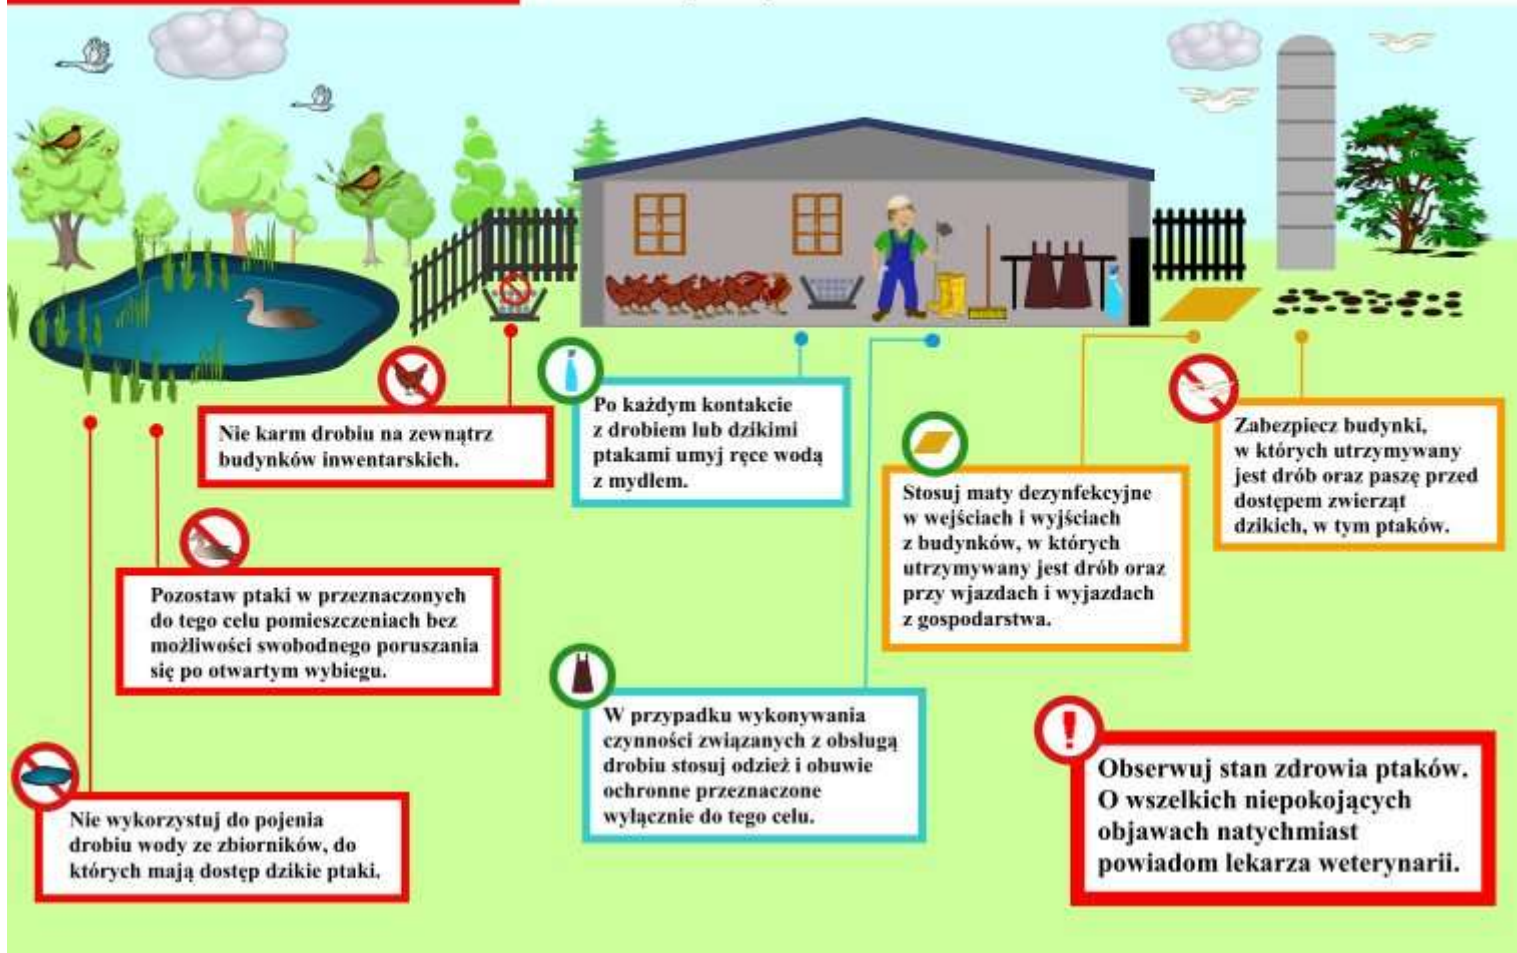 Nie karm drobiu na zewnątrz
budynków inwentarskich.
Po każdym kontakcie
z drobiem lub dzikimi
ptakami umyj ręce wodą
z mydłem.
Zabezpiecz budynki,
w których utrzymywany
jest drób oraz paszę przed
dostępem zwierząt
dzikich, w tym ptaków.
Stosuj maty dezynfekcyjne
w wejściach i wyjściach
z budynków, w których
utrzymywany jest drób oraz
przy wjazdach i wyjazdach
z gospodarstwa.
Pozostaw ptaki w przeznaczonych
do tego celu pomieszczeniach bez
możliwości swobodnego poruszania
się po otwartym wybiegu.
W przypadku wykonywania
czynności związanych z obsługą
drobiu stosuj odzież i obuwie
ochronne przeznaczone
wyłącznie do tego celu.
Nie wykorzystuj do pojenia
drobiu wody ze zbiorników, do
których mają dostęp dzikie ptaki.
!
Obserwuj stan zdrowia ptaków.
O wszelkich niepokojących
objawach natychmiast
powiadom lekarza weterynarii.